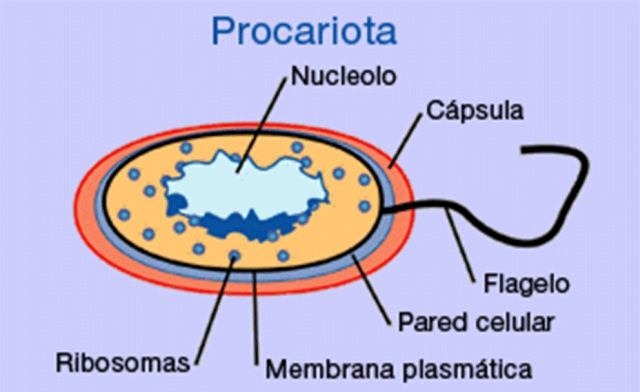 Procariota
Nucleolo
Cápsula
Flagelo
Pared celular
Ribosomas
Membrana plasmática